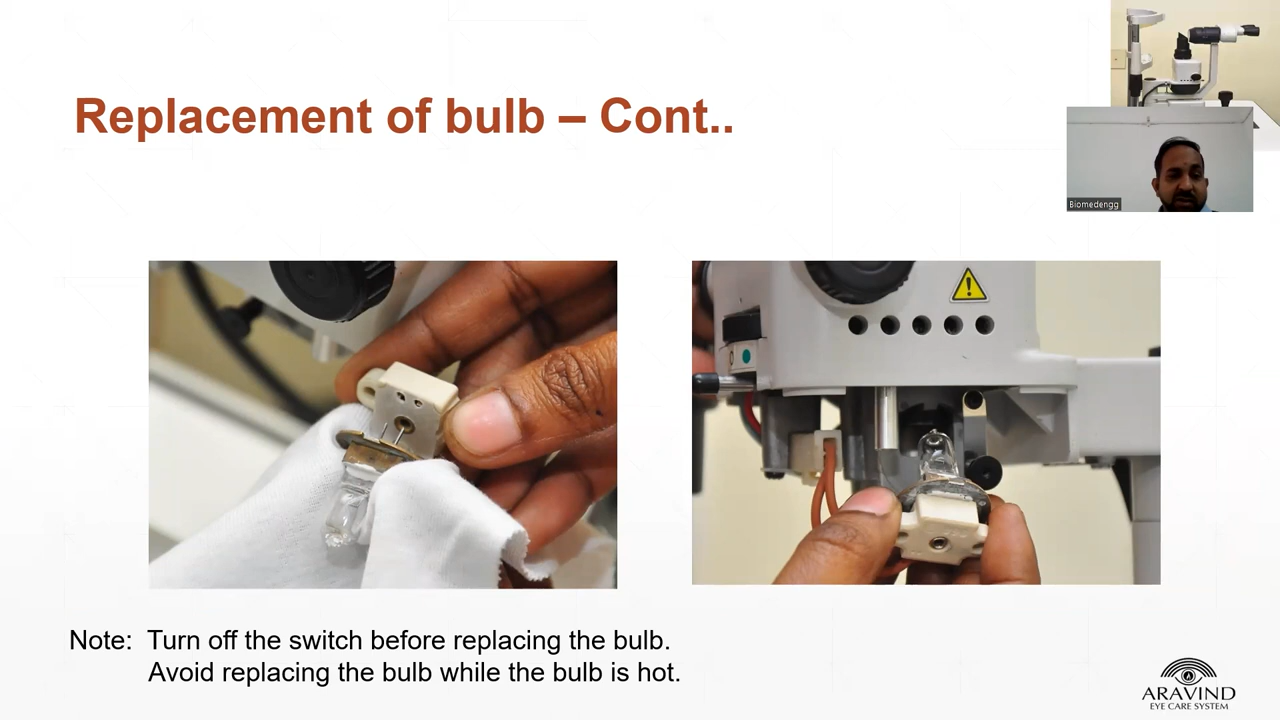 Replacement of bulb – Cont..
Biomedengg
Note: Turn off the switch before replacing the bulb.
Avoid replacing the bulb while the bulb is hot.
ARAVIND
EYE CARE SYSTEM